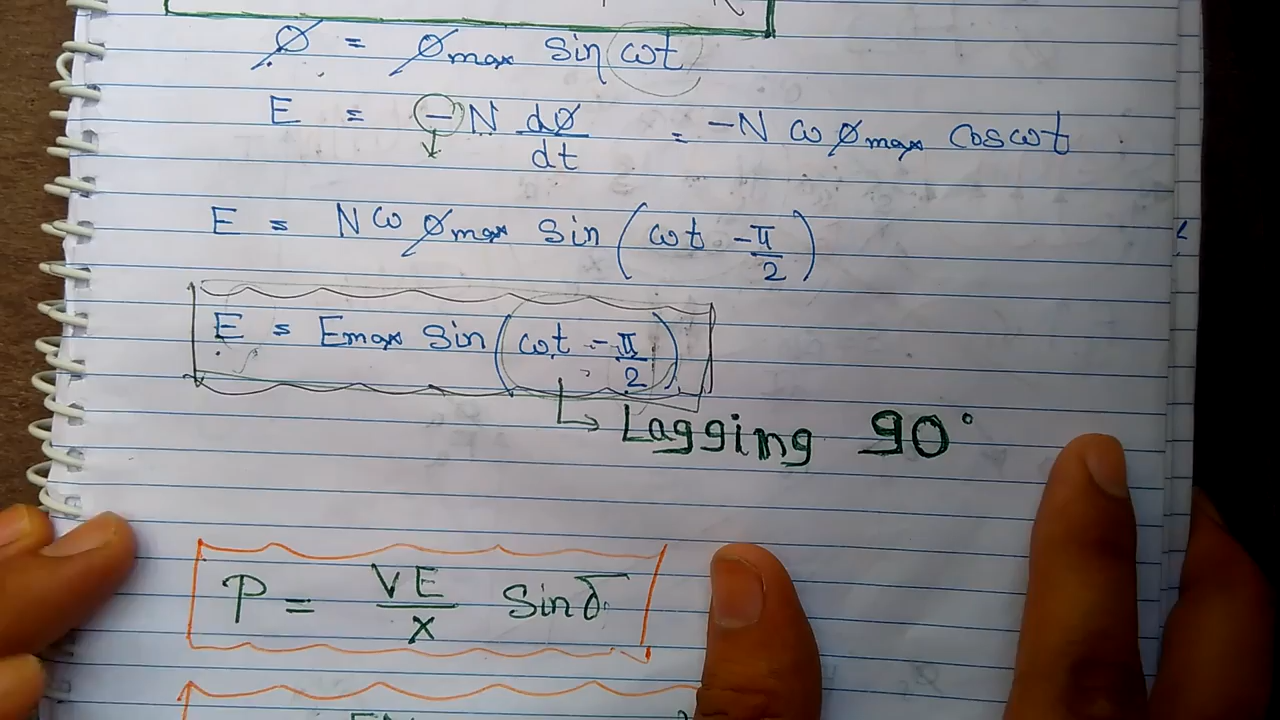 Ø = Ømax sin ωt
E = -N dØ/dt = -N ω Ømax cos ωt
E = Nω Ømax sin (ωt - π/2)
E = Emax sin (ωt - π/2)
Lagging 90°
P = VE/x Sin δ